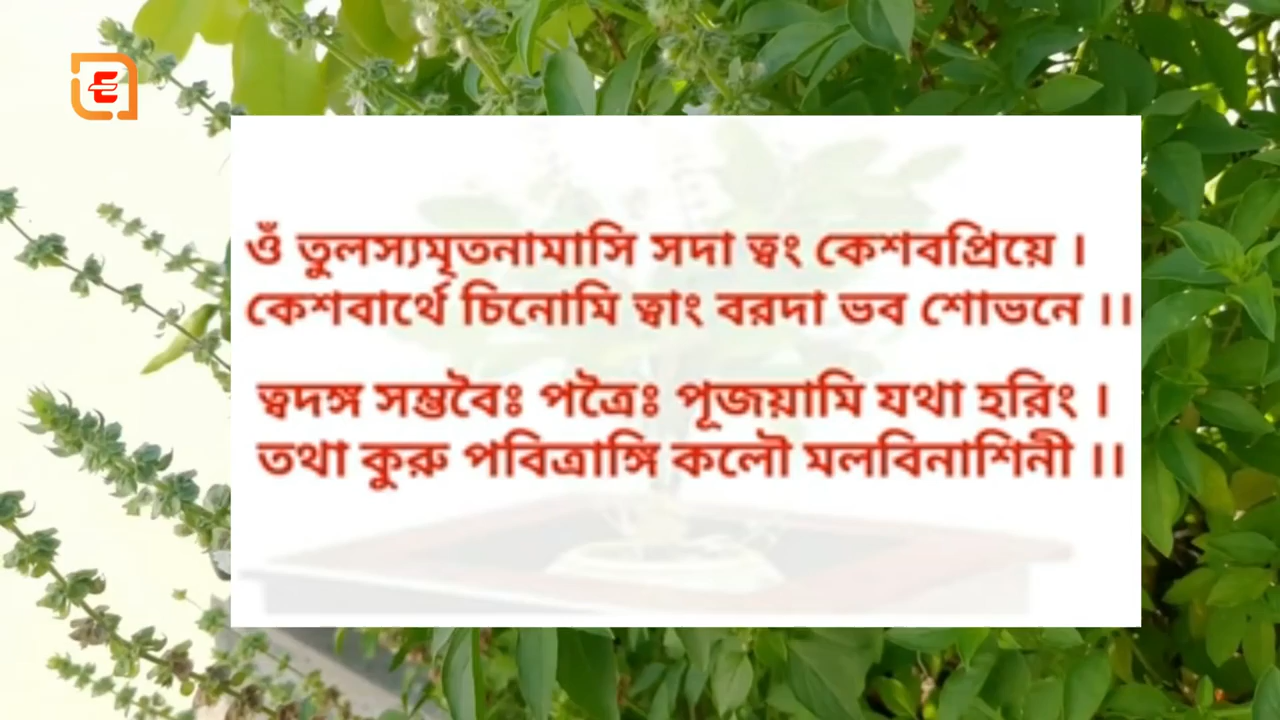 ওঁ তুলস্যমৃতনামাসি সদা ত্বং কেশবপ্রিয়ে ।
কেশবার্থে চিনোমি ত্বাং বরদা ভব শোভনে ।।
ত্বদঙ্গ সম্ভবৈঃ পত্রৈঃ পূজয়ামি যথা হরিং ।
তথা কুরু পবিত্রাঙ্গি কলৌ মলবিনাশিনী ।।